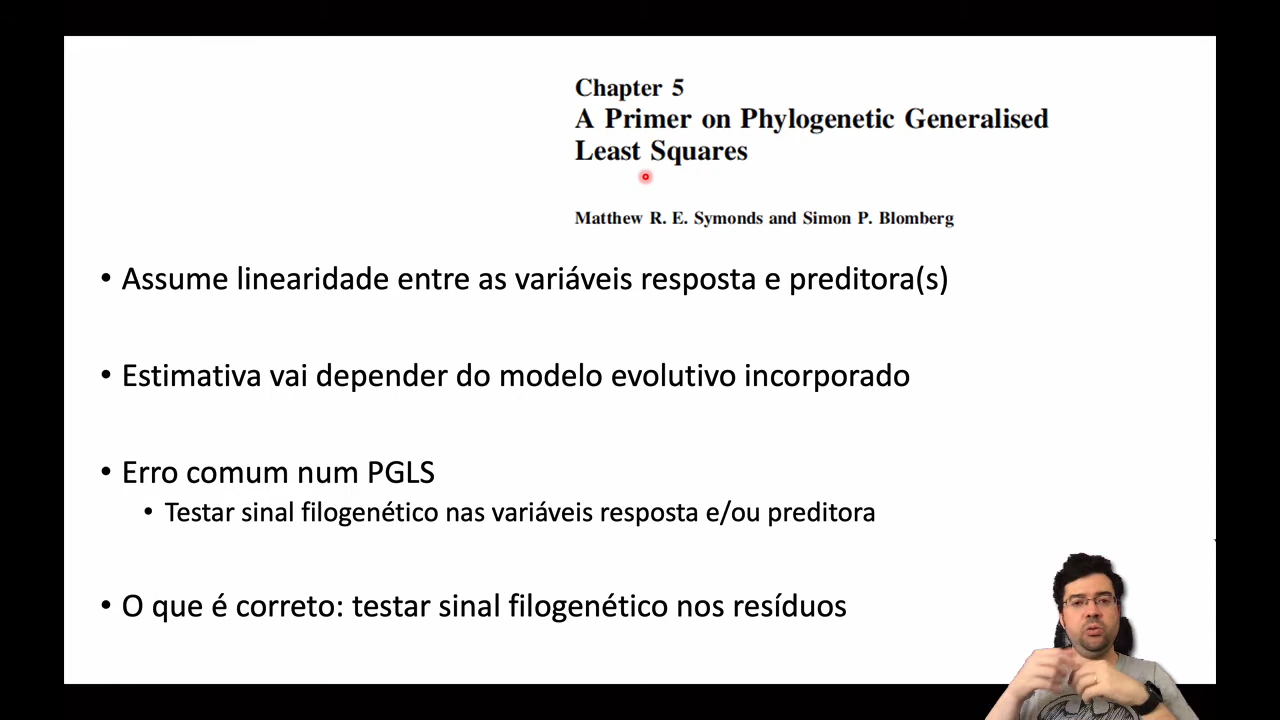 Chapter 5
A Primer on Phylogenetic Generalised
Least Squares
Matthew R. E. Symonds and Simon P. Blomberg
• Assume linearidade entre as variáveis resposta e preditora(s)
• Estimativa vai depender do modelo evolutivo incorporado
• Erro comum num PGLS
• Testar sinal filogenético nas variáveis resposta e/ou preditora
• O que é correto: testar sinal filogenético nos resíduos